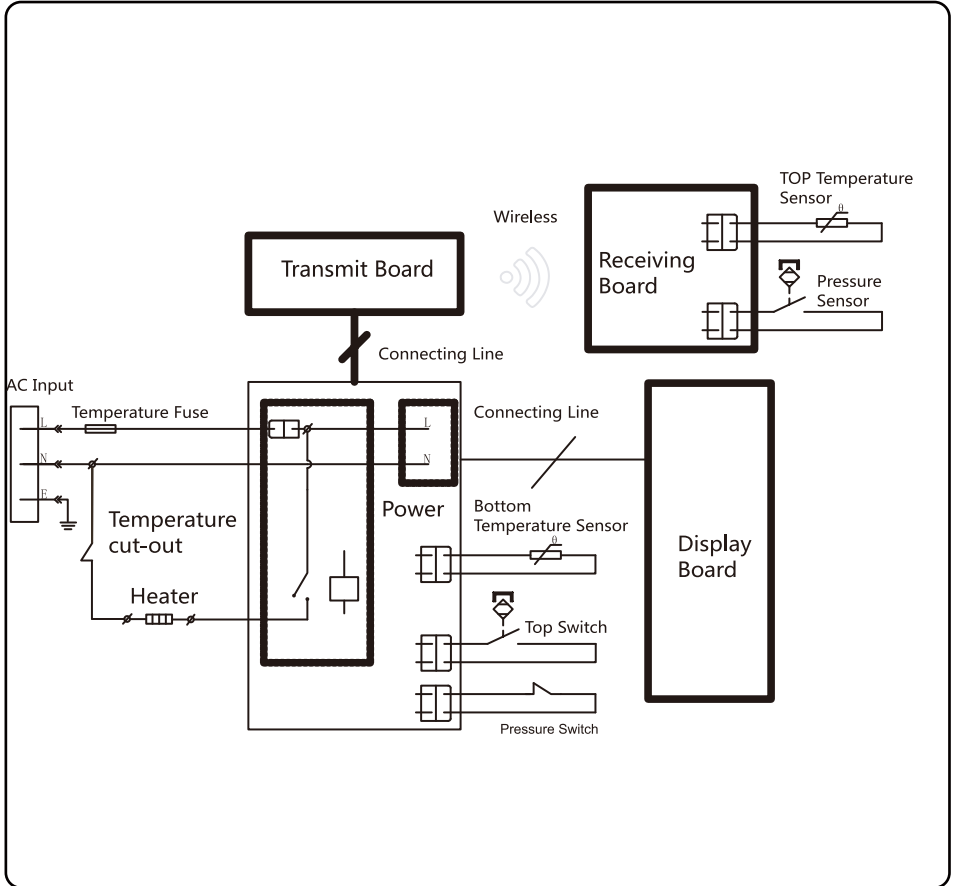 TOP Temperature
Sensor
θ
Wireless
Transmit Board
Receiving
Board
Pressure
Sensor
Connecting Line
AC Input
Temperature Fuse
Connecting Line
L
L
N
N
E
Power
Bottom
Temperature Sensor
θ
Temperature
cut-out
Display
Board
Heater
Top Switch
Pressure Switch